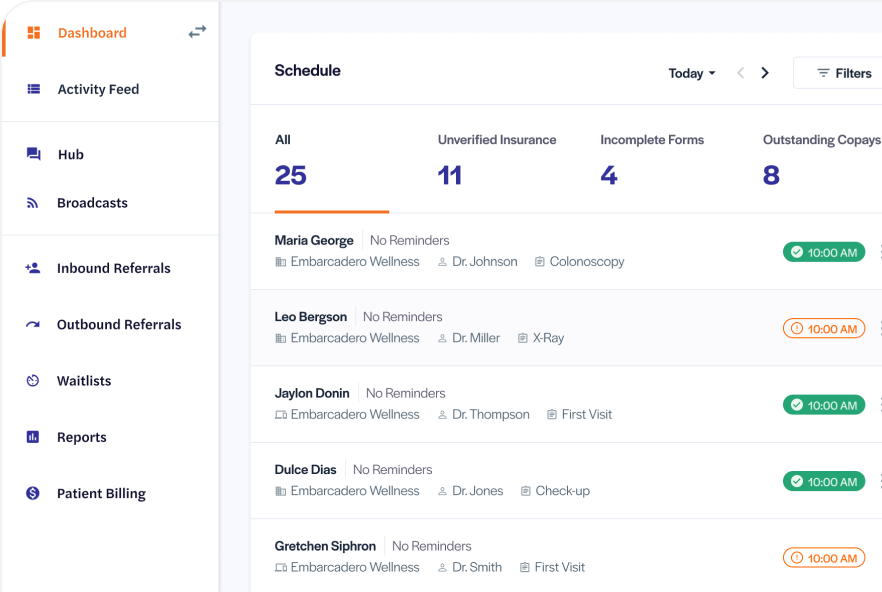 Dashboard
Activity Feed
Hub
Broadcasts
Inbound Referrals
Outbound Referrals
Waitlists
Reports
Patient Billing
Schedule
Today
Filters
All
25
Unverified Insurance
11
Incomplete Forms
4
Outstanding Copays
8
Maria George No Reminders
Embarcadero Wellness Dr. Johnson Colonoscopy
10:00 AM
Leo Bergson No Reminders
Embarcadero Wellness Dr. Miller X-Ray
10:00 AM
Jaylon Donin No Reminders
Embarcadero Wellness Dr. Thompson First Visit
10:00 AM
Dulce Dias No Reminders
Embarcadero Wellness Dr. Jones Check-up
10:00 AM
Gretchen Siphron No Reminders
Embarcadero Wellness Dr. Smith First Visit
10:00 AM